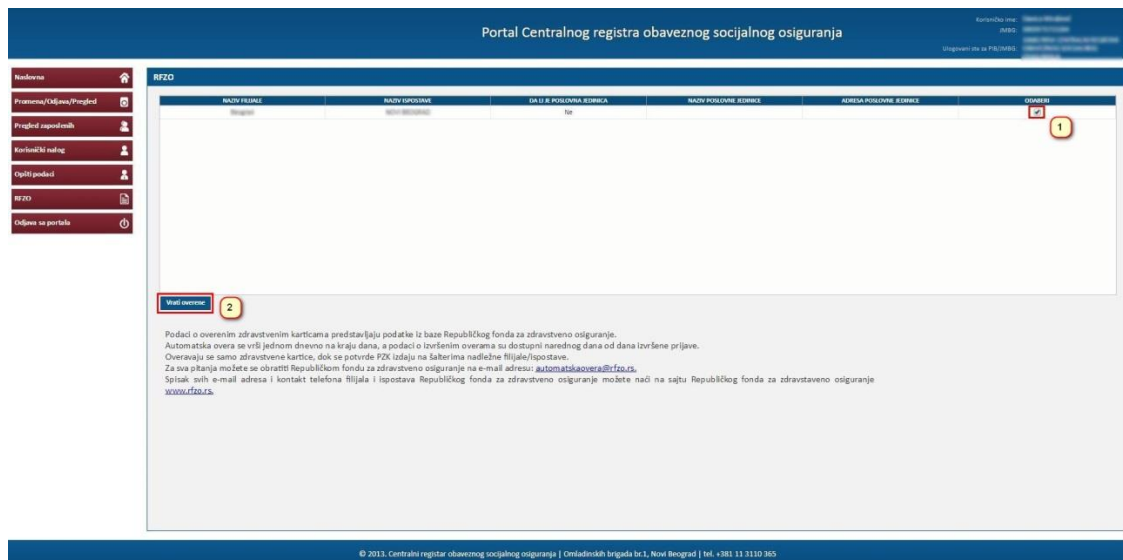 Portal Centralnog registra obaveznog socijalnog osiguranja
Korisničko ime:
JMBG:
Ulogovani ste za PIB/JMBG:
Naslovna
Promena/Odjava/Pregled
Pregled zaposlenih
Korisnički nalog
Opšti podaci
RFZO
Odjava sa portala
RFZO
NAZIV FILIJALE NAZIV ISPOSTAVE DA LI JE POSLOVNA JEDINICA NAZIV POSLOVNE JEDINICE ADRESA POSLOVNE JEDINICE ODABERI
Beograd NOVI BEOGRAD Ne
1
Vrati overene
2
Podaci o overenim zdravstvenim karticama predstavljaju podatke iz baze Republičkog fonda za zdravstveno osiguranje.
Automatska overa se vrši jednom dnevno na kraju dana, a podaci o izvršenim overama su dostupni narednog dana od dana izvršene prijave.
Overavaju se samo zdravstvene kartice, dok se potvrde PZK izdaju na šalterima nadležne filijale/ispostave.
Za sva pitanja možete se obratiti Republičkom fondu za zdravstveno osiguranje na e-mail adresu: automatskaovera@rfzo.rs.
Spisak svih e-mail adresa i kontakt telefona filijala i ispostava Republičkog fonda za zdravstveno osiguranje možete naći na sajtu Republičkog fonda za zdravstaveno osiguranje
www.rfzo.rs.
© 2013. Centralni registar obaveznog socijalnog osiguranja | Omladinskih brigada br.1, Novi Beograd | tel. +381 11 3110 365